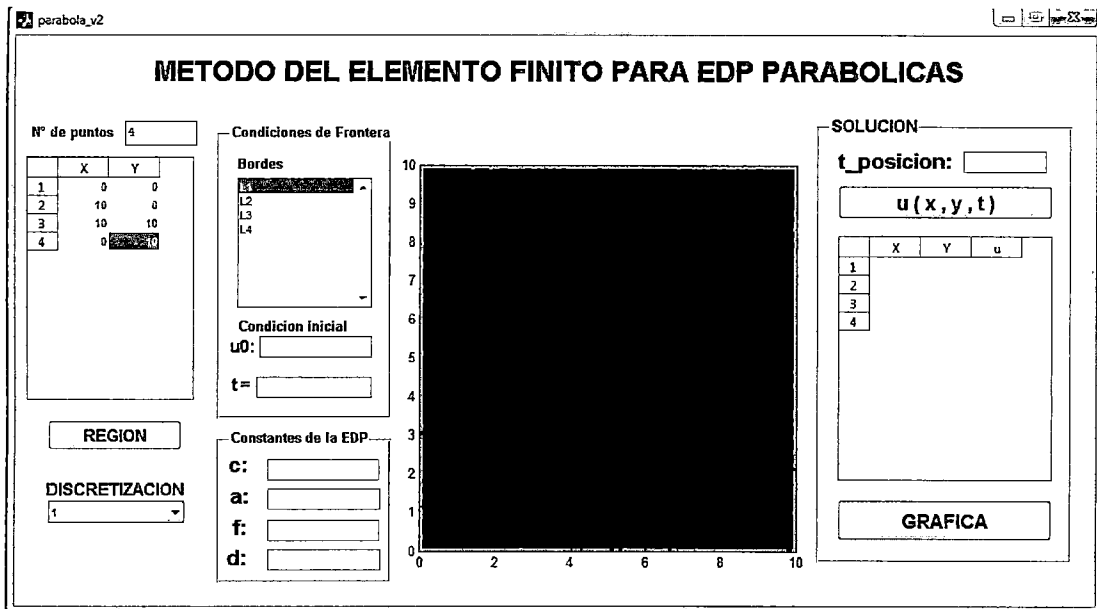 parabola_v2
METODO DEL ELEMENTO FINITO PARA EDP PARABOLICAS
Nº de puntos 4
X Y
1 0 0
2 10 0
3 10 10
4 0 10
REGION
DISCRETIZACION
1
Condiciones de Frontera
Bordes
L1
L2
L3
L4
Condicion inicial
u0:
t=
Constantes de la EDP
c:
a:
f:
d:
10
9
8
7
6
5
4
3
2
1
0
0 2 4 6 8 10
SOLUCION
t_posicion:
u(x,y,t)
X Y u
1
2
3
4
GRAFICA